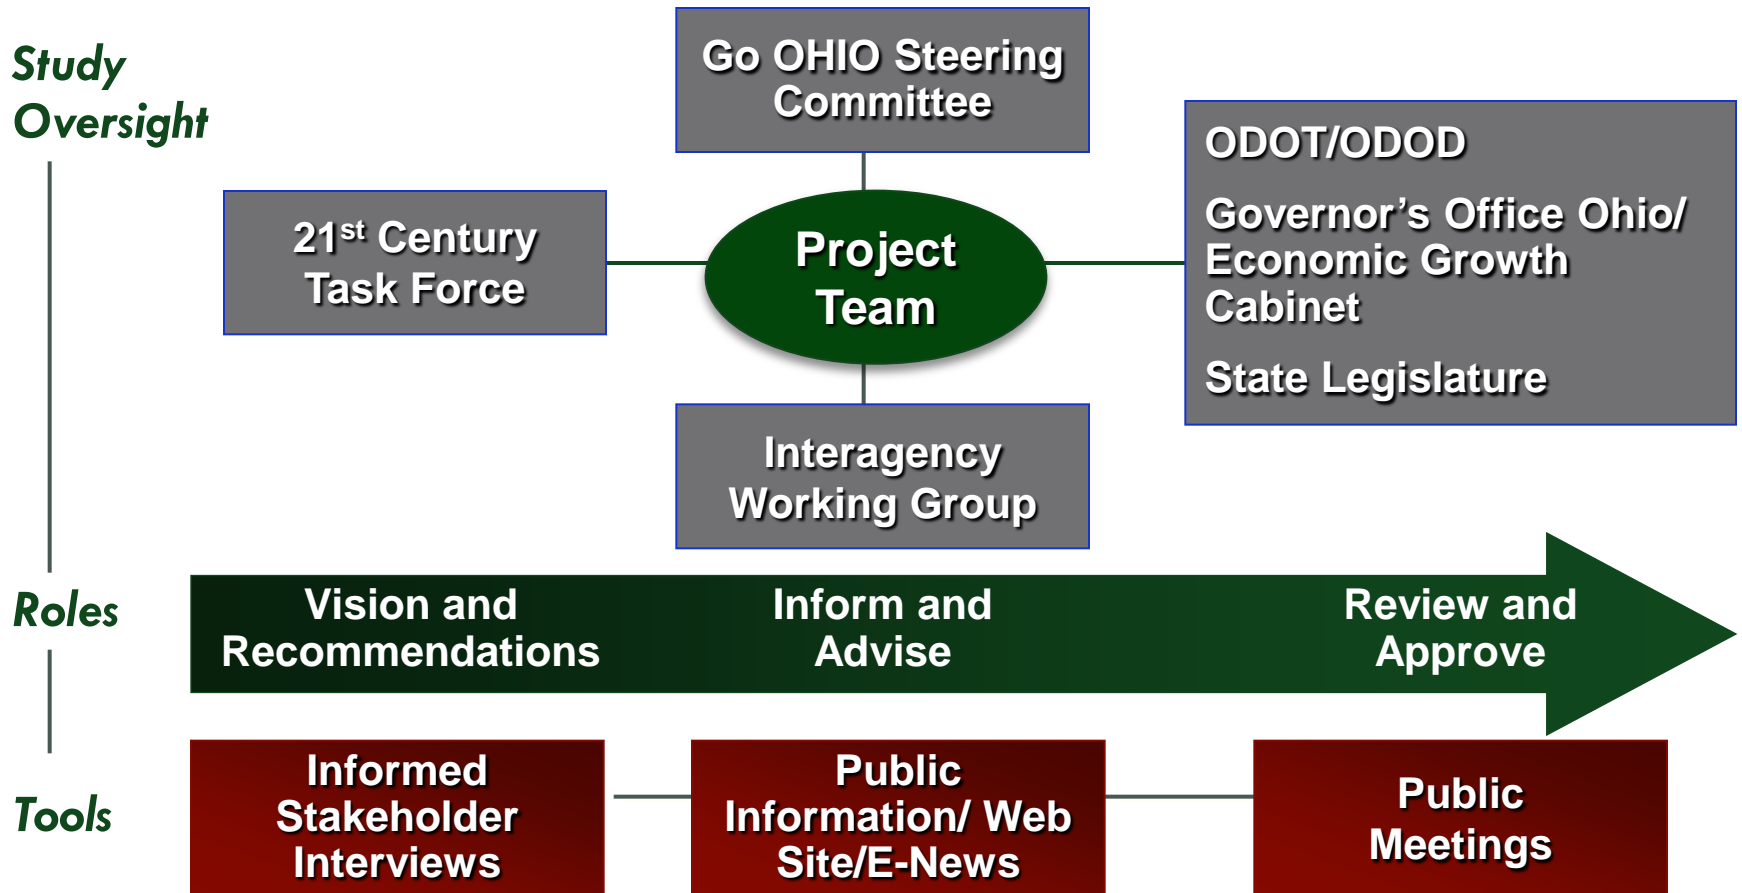 Study
Oversight
Go OHIO Steering
Committee
21st Century
Task Force
Project
Team
ODOT/ODOD
Governor’s Office Ohio/
Economic Growth
Cabinet
State Legislature
Interagency
Working Group
Roles
Vision and
Recommendations
Inform and
Advise
Review and
Approve
Tools
Informed
Stakeholder
Interviews
Public
Information/ Web
Site/E-News
Public
Meetings